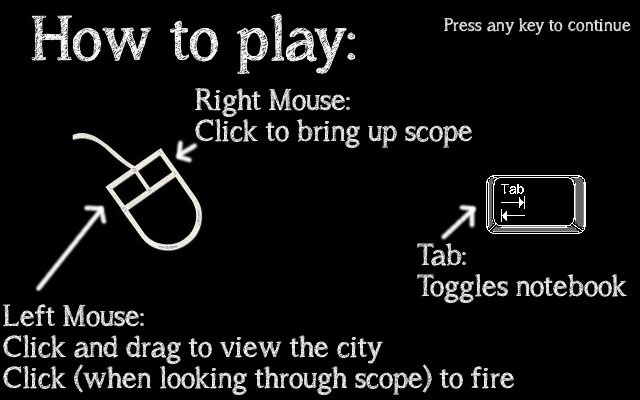 How to play:
Press any key to continue
Right Mouse:
Click to bring up scope
Tab
Tab:
Toggles notebook
Left Mouse:
Click and drag to view the city
Click (when looking through scope) to fire